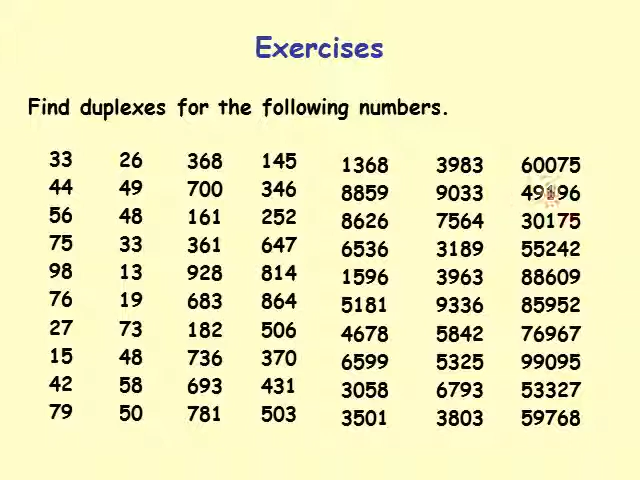 Exercises
Find duplexes for the following numbers.
33 26 368 145 1368 3983 60075
44 49 700 346 8859 9033
56 48 161 252 8626 7564 30175
75 33 361 647 6536 3189 55242
98 13 928 814 1596 3963 88609
76 19 683 864 5181 9336 85952
27 73 182 506 4678 5842 76967
15 48 736 370 6599 5325 99095
42 58 693 431 3058 6793 53327
79 50 781 503 3501 3803 59768